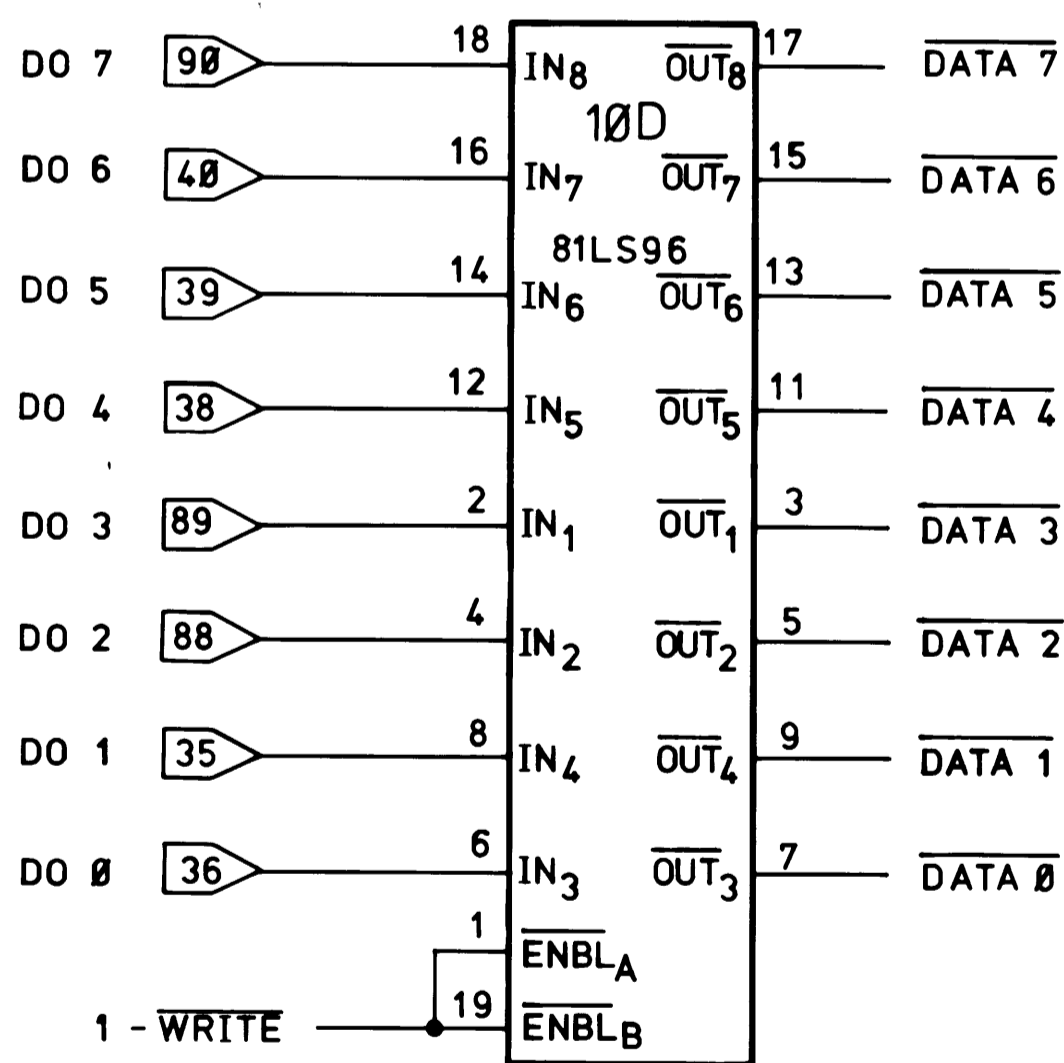 DO 7 90 18 IN8 OUT8 17 DATA 7
10D
DO 6 40 16 IN7 OUT7 15 DATA 6
81LS96
DO 5 39 14 IN6 OUT6 13 DATA 5
DO 4 38 12 IN5 OUT5 11 DATA 4
DO 3 89 2 IN1 OUT1 3 DATA 3
DO 2 88 4 IN2 OUT2 5 DATA 2
DO 1 35 8 IN4 OUT4 9 DATA 1
DO 0 36 6 IN3 OUT3 7 DATA 0
1 ENBLA
1 - WRITE 19 ENBLB